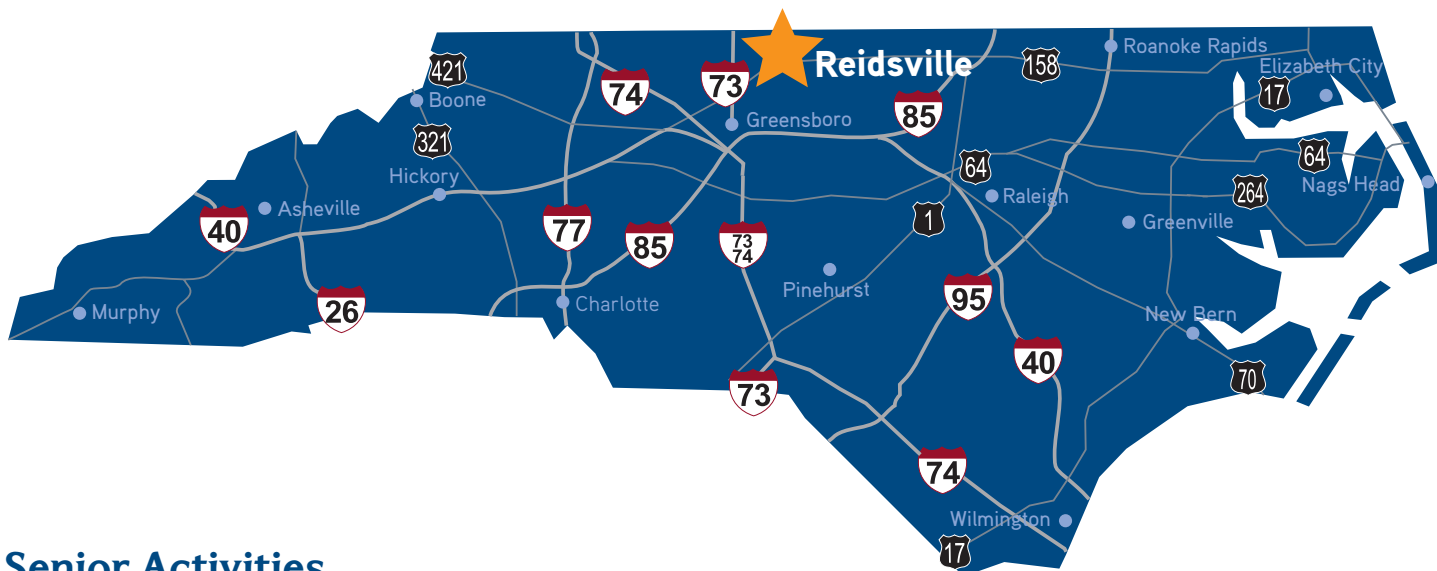 421
74
73
Reidsville
158
Roanoke Rapids
Elizabeth City
17
Boone
85
Greensboro
321
64
64
Hickory
Raleigh
264
Nags Head
40
Asheville
77
85
73
74
1
Greenville
Pinehurst
95
Murphy
26
Charlotte
New Bern
40
73
70
74
Wilmington
17
Senior Activities